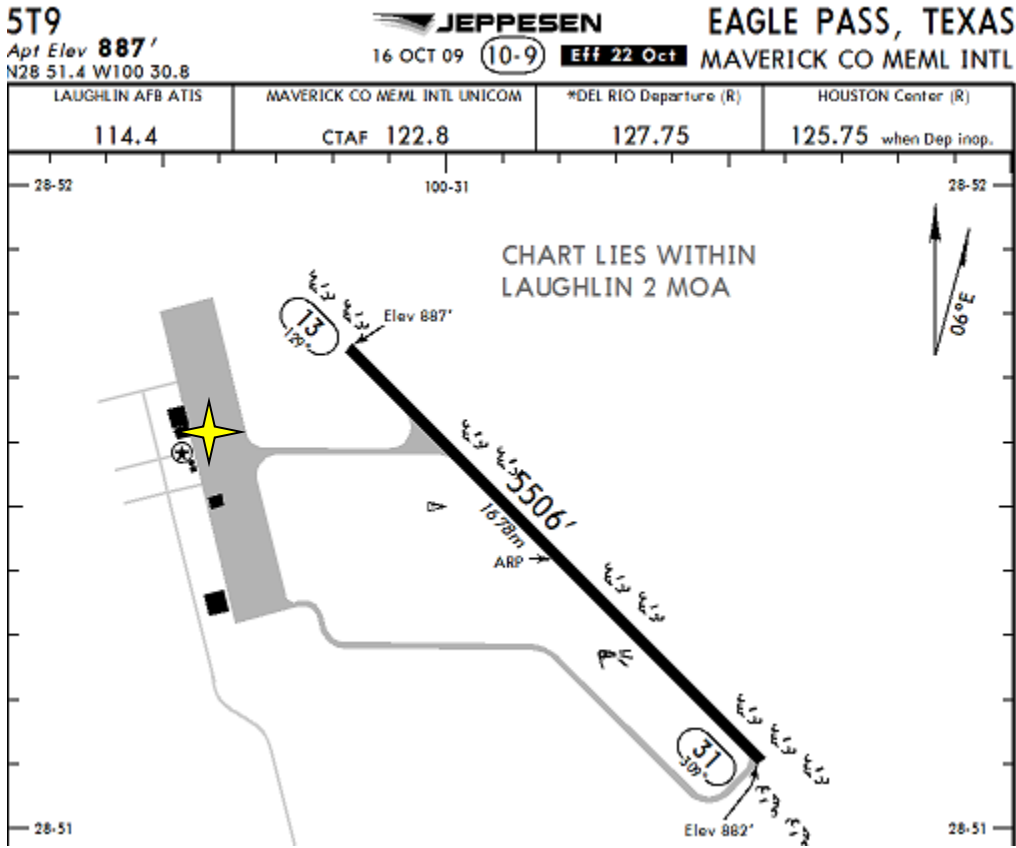 5T9
Apt Elev 887'
N28 51.4 W100 30.8
JEPPESEN
16 OCT 09 10-9 Eff 22 Oct
EAGLE PASS, TEXAS
MAVERICK CO MEML INTL
LAUGHLIN AFB ATIS
114.4
MAVERICK CO MEML INTL UNICOM
CTAF 122.8
*DEL RIO Departure (R)
127.75
HOUSTON Center (R)
125.75 when Dep inop.
28-52
100-31
28-52
CHART LIES WITHIN
LAUGHLIN 2 MOA
06°E
13
129°
Elev 887'
5506'
1678m
ARP
31
309°
Elev 882'
28-51
28-51